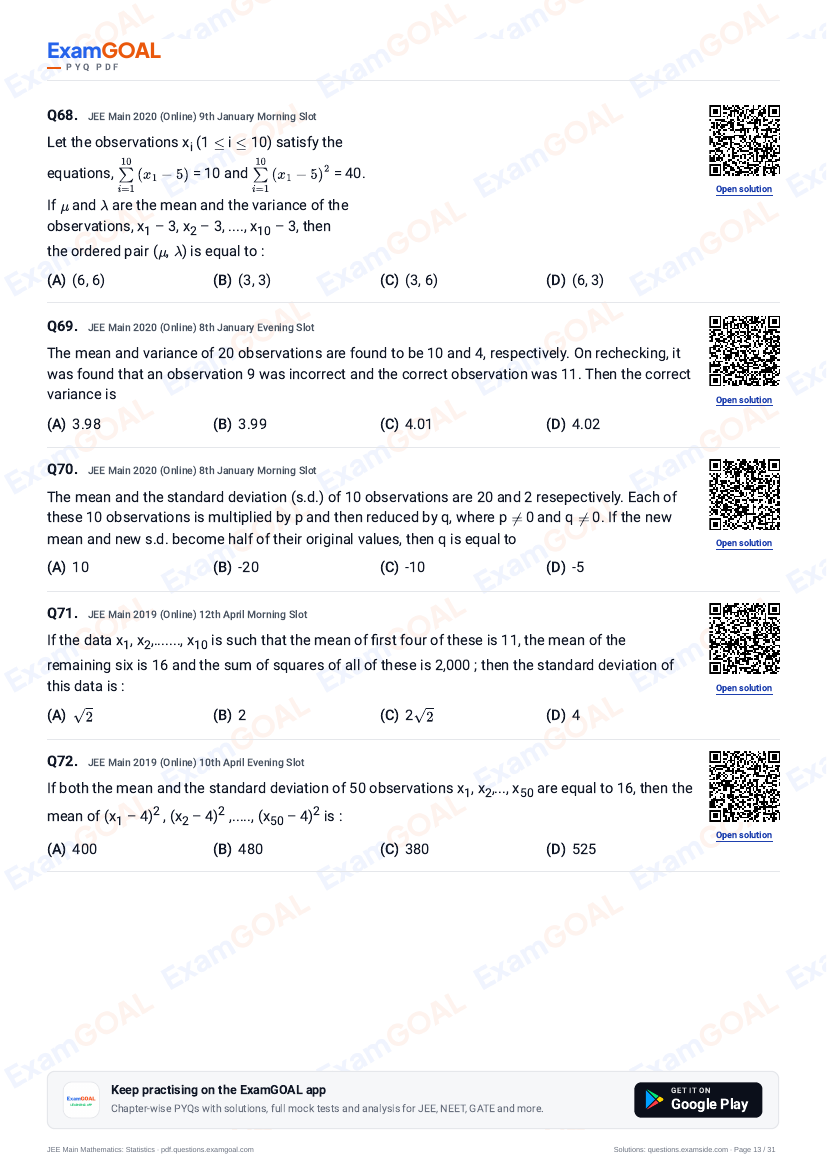 ExamGOAL
PYQ PDF
Q68. JEE Main 2020 (Online) 9th January Morning Slot
Let the observations xᵢ (1 ≤ i ≤ 10) satisfy the
equations, \sum_{i=1}^{10} (x₁ − 5) = 10 and \sum_{i=1}^{10} (x₁ − 5)² = 40.
If μ and λ are the mean and the variance of the
observations, x₁ − 3, x₂ − 3, ...., x₁₀ − 3, then
the ordered pair (μ, λ) is equal to :
(A) (6, 6) (B) (3, 3) (C) (3, 6) (D) (6, 3)
Open solution
Q69. JEE Main 2020 (Online) 8th January Evening Slot
The mean and variance of 20 observations are found to be 10 and 4, respectively. On rechecking, it
was found that an observation 9 was incorrect and the correct observation was 11. Then the correct
variance is
(A) 3.98 (B) 3.99 (C) 4.01 (D) 4.02
Open solution
Q70. JEE Main 2020 (Online) 8th January Morning Slot
The mean and the standard deviation (s.d.) of 10 observations are 20 and 2 resepectively. Each of
these 10 observations is multiplied by p and then reduced by q, where p ≠ 0 and q ≠ 0. If the new
mean and new s.d. become half of their original values, then q is equal to
(A) 10 (B) -20 (C) -10 (D) -5
Open solution
Q71. JEE Main 2019 (Online) 12th April Morning Slot
If the data x₁, x₂,......., x₁₀ is such that the mean of first four of these is 11, the mean of the
remaining six is 16 and the sum of squares of all of these is 2,000 ; then the standard deviation of
this data is :
(A) √2 (B) 2 (C) 2√2 (D) 4
Open solution
Q72. JEE Main 2019 (Online) 10th April Evening Slot
If both the mean and the standard deviation of 50 observations x₁, x₂,..., x₅₀ are equal to 16, then the
mean of (x₁ − 4)² , (x₂ − 4)² ,....., (x₅₀ − 4)² is :
(A) 400 (B) 480 (C) 380 (D) 525
Open solution
Keep practising on the ExamGOAL app
Chapter-wise PYQs with solutions, full mock tests and analysis for JEE, NEET, GATE and more.
GET IT ON
Google Play
JEE Main Mathematics: Statistics · pdf.questions.examgoal.com
Solutions: questions.examside.com · Page 13 / 31